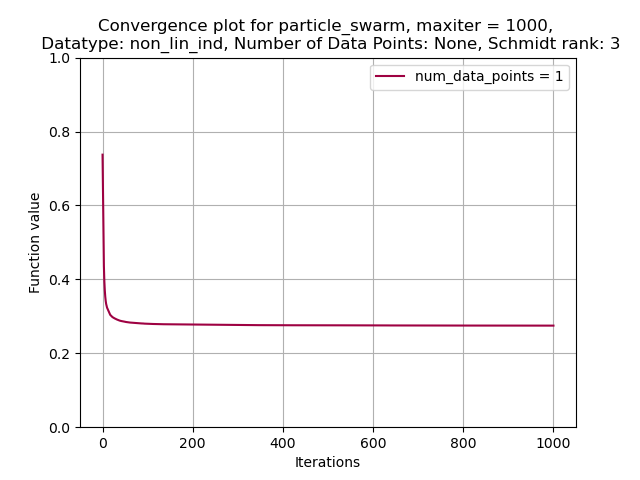 Convergence plot for particle_swarm, maxiter = 1000,
Datatype: non_lin_ind, Number of Data Points: None, Schmidt rank: 3
num_data_points = 1
1.0
0.8
0.6
0.4
0.2
0.0
Function value
0 200 400 600 800 1000
Iterations